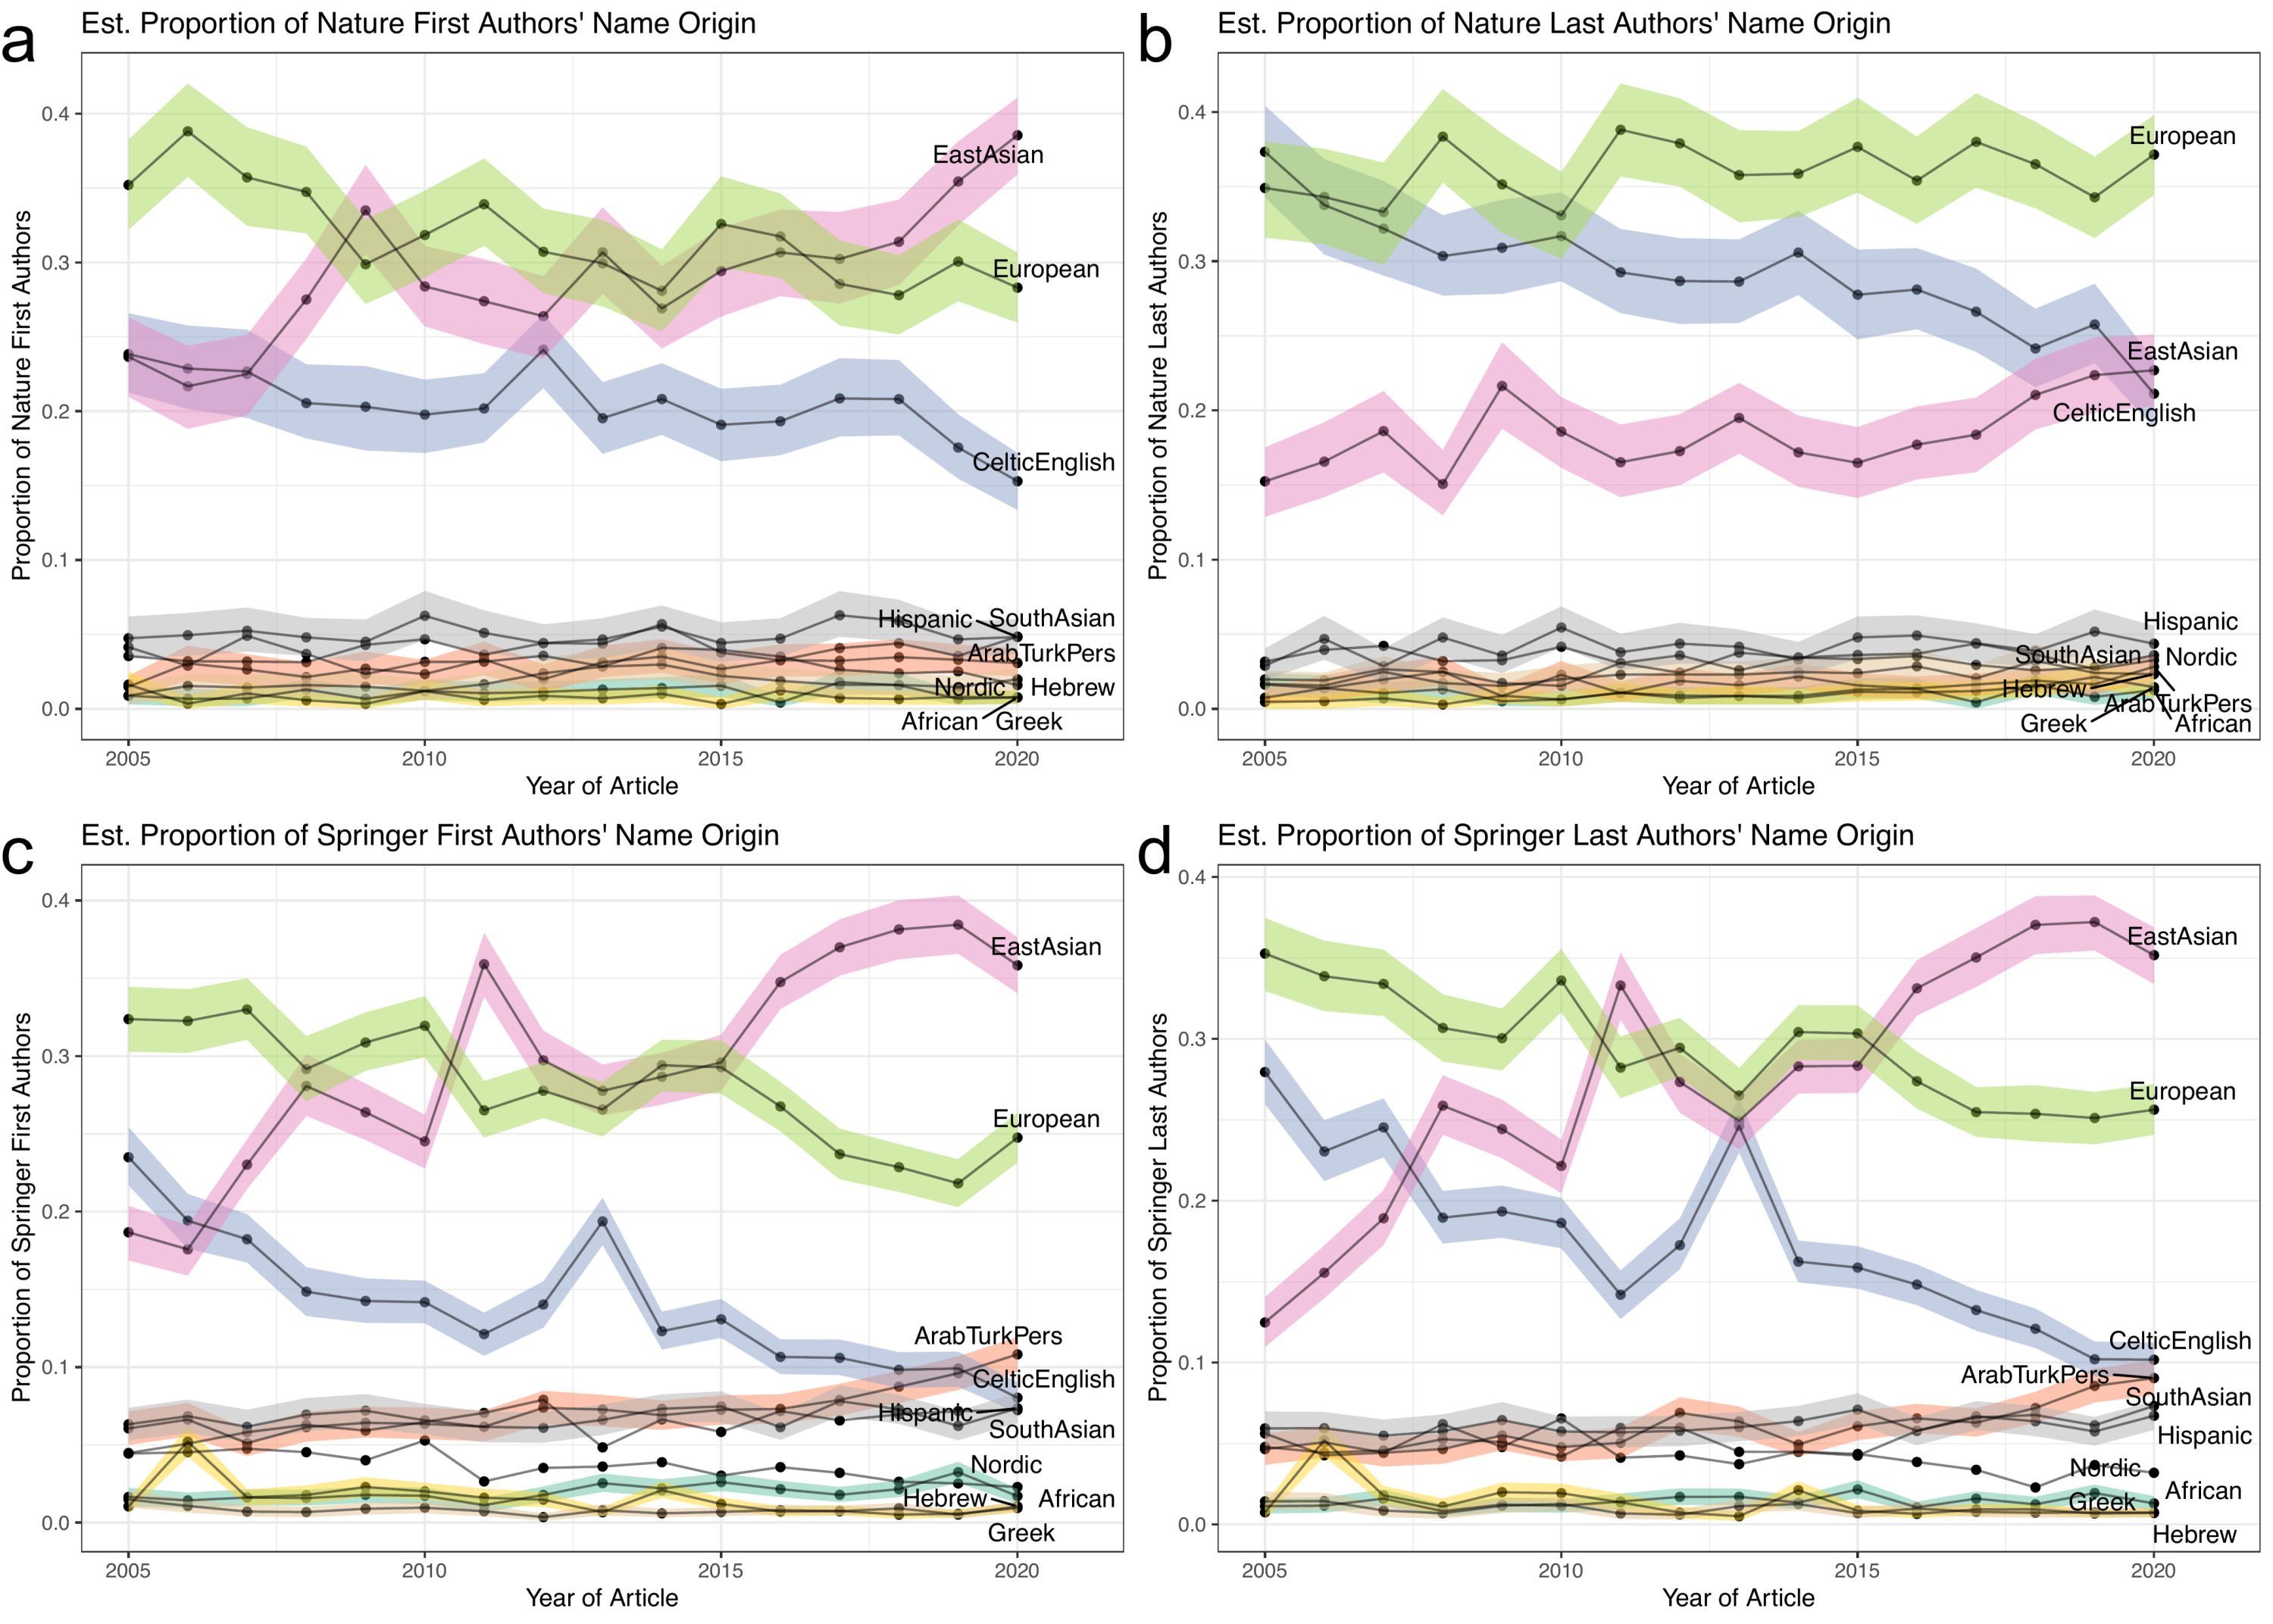 a
Est. Proportion of Nature First Authors' Name Origin
Proportion of Nature First Authors
0.4
0.3
0.2
0.1
0.0
EastAsian
European
CelticEnglish
Hispanic
SouthAsian
ArabTurkPers
Nordic
Hebrew
African
Greek
2005
2010
2015
2020
Year of Article
b
Est. Proportion of Nature Last Authors' Name Origin
Proportion of Nature Last Authors
0.4
0.3
0.2
0.1
0.0
European
EastAsian
CelticEnglish
Hispanic
SouthAsian
Nordic
Hebrew
ArabTurkPers
Greek
African
2005
2010
2015
2020
Year of Article
c
Est. Proportion of Springer First Authors' Name Origin
Proportion of Springer First Authors
0.4
0.3
0.2
0.1
0.0
EastAsian
European
ArabTurkPers
CelticEnglish
Hispanic
SouthAsian
Nordic
Hebrew
African
Greek
2005
2010
2015
2020
Year of Article
d
Est. Proportion of Springer Last Authors' Name Origin
Proportion of Springer Last Authors
0.4
0.3
0.2
0.1
0.0
EastAsian
European
CelticEnglish
ArabTurkPers
SouthAsian
Hispanic
Nordic
African
Greek
Hebrew
2005
2010
2015
2020
Year of Article